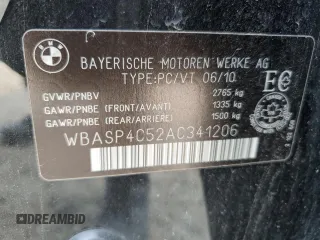 BMW
BAYERISCHE MOTOREN WERKE AG
TYPE:PC/VT 06/10
EC
GVWR/PNBV 2765 kg
GAWR/PNBE (FRONT/AVANT) 1335 kg
GAWR/PNBE (REAR/ARRIERE) 1500 kg
WBASP4C52AC341206
© DREAMBID